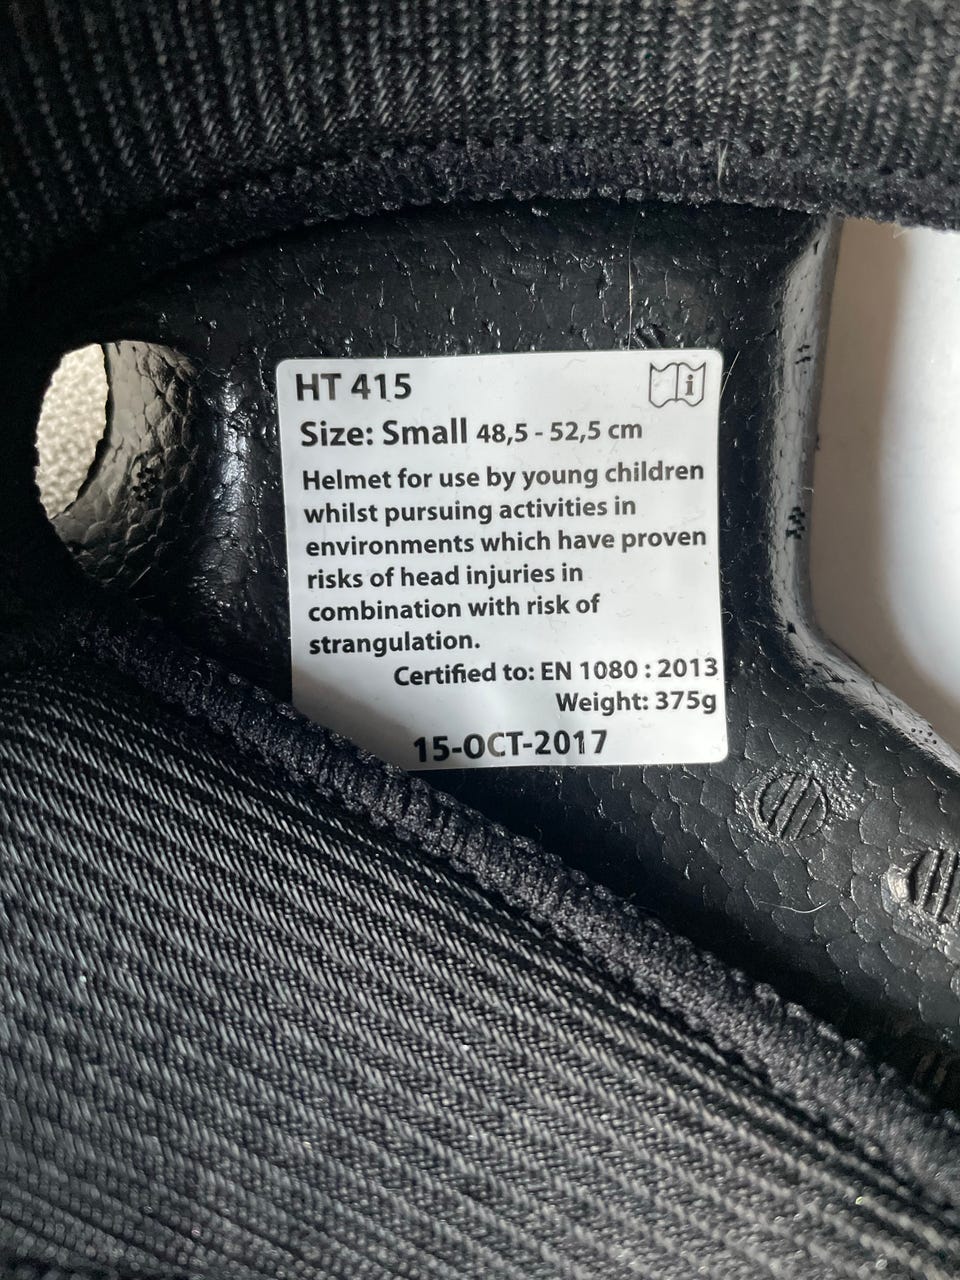 HT 415
i
Size: Small 48,5 - 52,5 cm
Helmet for use by young children
whilst pursuing activities in
environments which have proven
risks of head injuries in
combination with risk of
strangulation.
Certified to: EN 1080 : 2013
Weight: 375g
15-OCT-2017